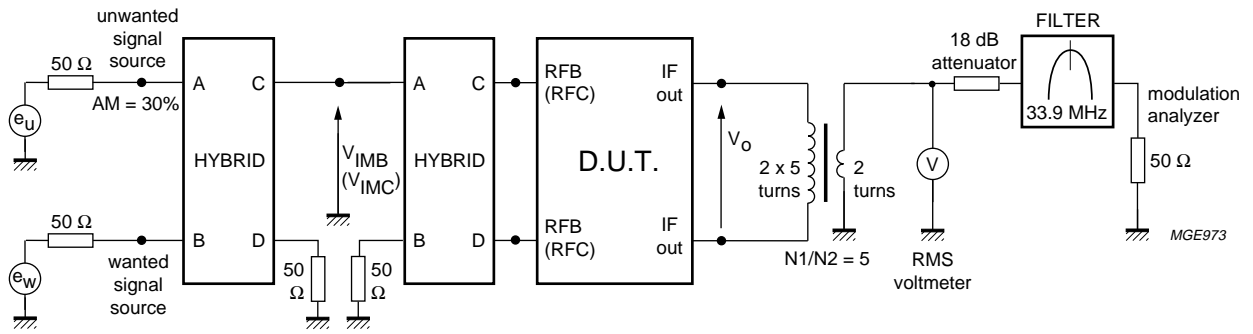 unwanted
signal
source
50 Ω
e_u
AM = 30%
A
C
HYBRID
B
D
50 Ω
e_w
wanted
signal
source
50
Ω
V_IMB
(V_IMC)
50
Ω
A
C
HYBRID
B
D
RFB
(RFC)
IF
out
D.U.T.
RFB
(RFC)
IF
out
V_o
2 x 5
turns
2
turns
N1/N2 = 5
V
RMS
voltmeter
18 dB
attenuator
FILTER
33.9 MHz
modulation
analyzer
50 Ω
MGE973